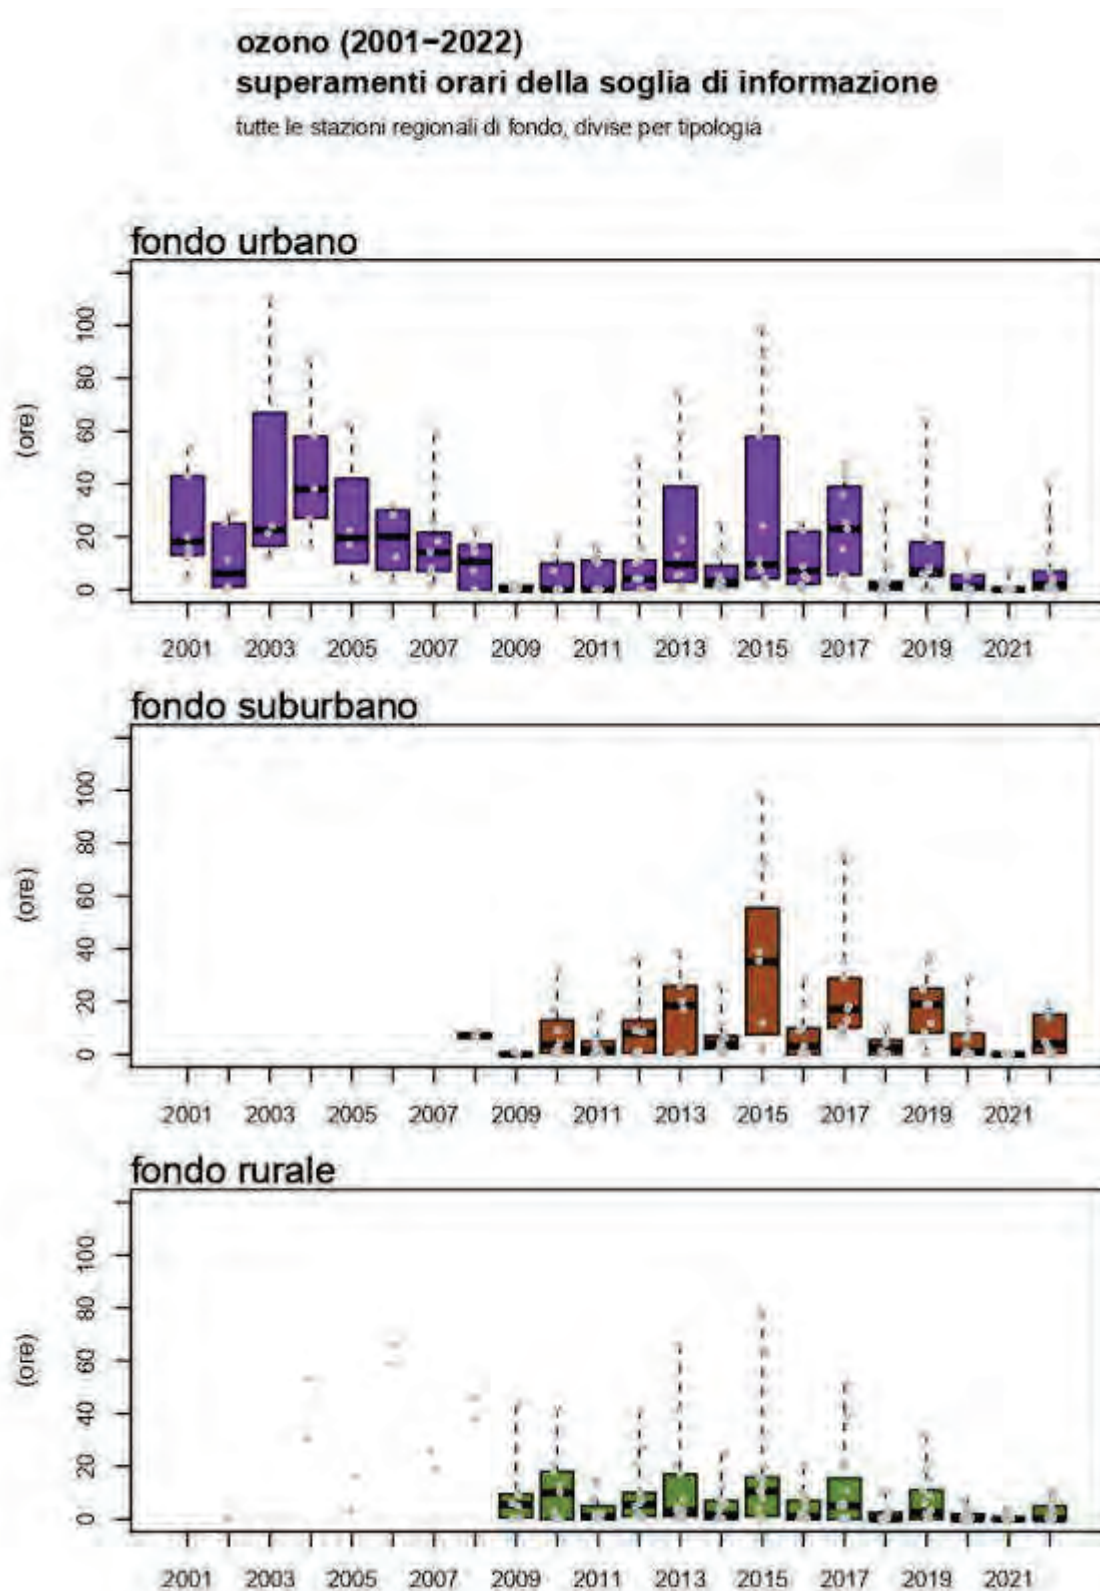 ozono (2001−2022)
superamenti orari della soglia di informazione
tutte le stazioni regionali di fondo, divise per tipologia
fondo urbano
(ore)
100
80
60
40
20
0
2001 2003 2005 2007 2009 2011 2013 2015 2017 2019 2021
fondo suburbano
(ore)
100
80
60
40
20
0
2001 2003 2005 2007 2009 2011 2013 2015 2017 2019 2021
fondo rurale
(ore)
100
80
60
40
20
0
2001 2003 2005 2007 2009 2011 2013 2015 2017 2019 2021